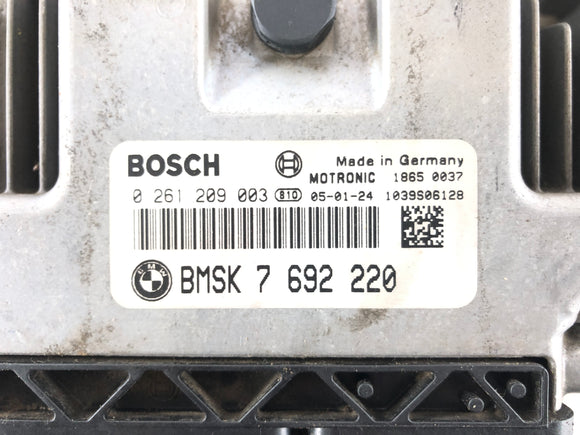 BOSCH
Made in Germany
MOTRONIC 1865 0037
0 261 209 003 810 05-01-24 1039S06128
BMW
BMSK 7 692 220